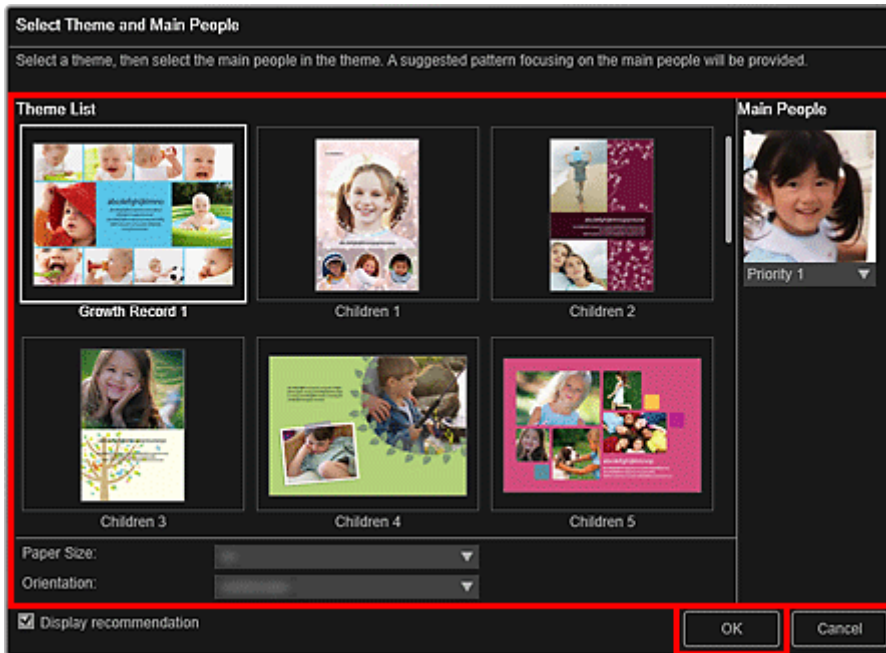 Select Theme and Main People
Select a theme, then select the main people in the theme. A suggested pattern focusing on the main people will be provided.
Theme List
Main People
Priority 1
Growth Record 1
Children 1
Children 2
Children 3
Children 4
Children 5
Paper Size:
Orientation:
Display recommendation
OK
Cancel